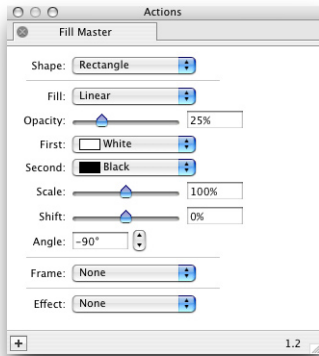 Actions
Fill Master
Shape: Rectangle
Fill: Linear
Opacity: 25%
First: White
Second: Black
Scale: 100%
Shift: 0%
Angle: -90°
Frame: None
Effect: None
1.2